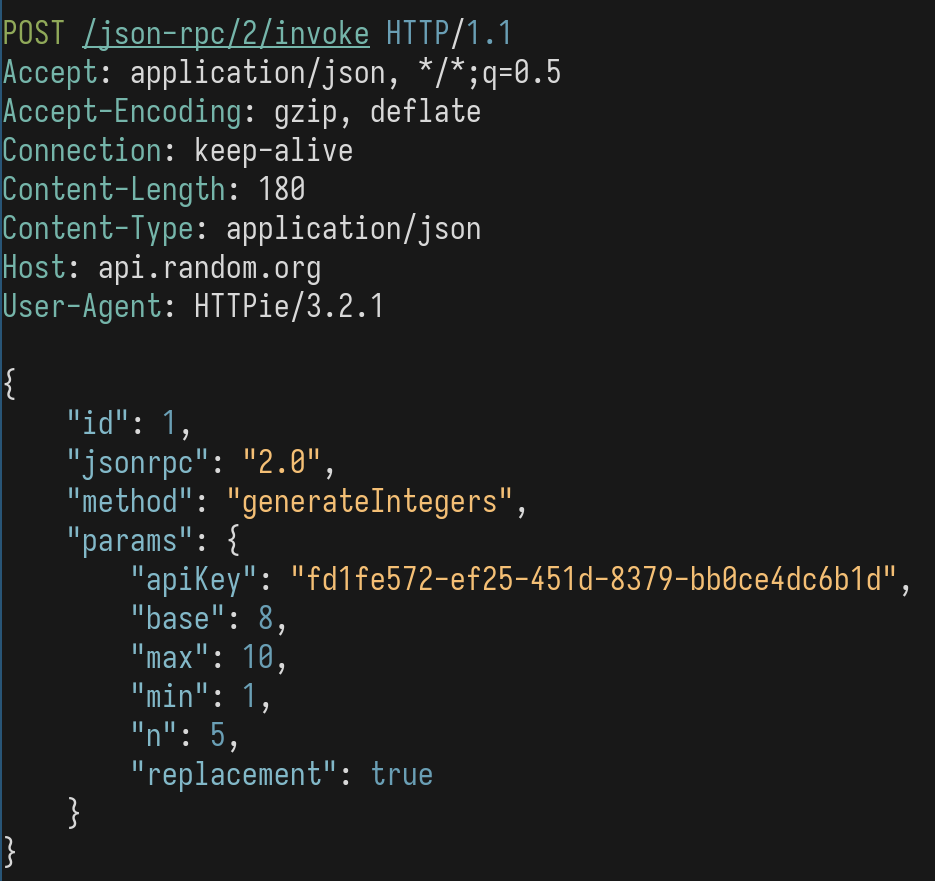 POST /json-rpc/2/invoke HTTP/1.1
Accept: application/json, */*;q=0.5
Accept-Encoding: gzip, deflate
Connection: keep-alive
Content-Length: 180
Content-Type: application/json
Host: api.random.org
User-Agent: HTTPie/3.2.1

{
    "id": 1,
    "jsonrpc": "2.0",
    "method": "generateIntegers",
    "params": {
        "apiKey": "fd1fe572-ef25-451d-8379-bb0ce4dc6b1d",
        "base": 8,
        "max": 10,
        "min": 1,
        "n": 5,
        "replacement": true
    }
}